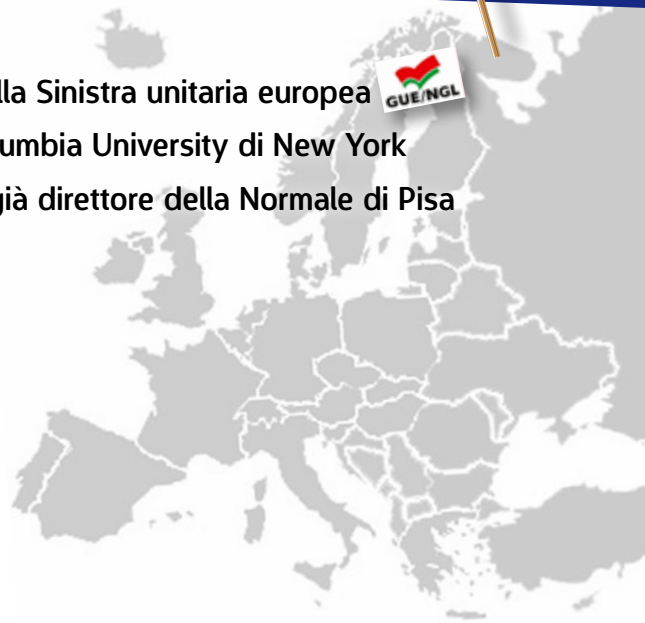 lla Sinistra unitaria europea
GUE/NGL
umbia University di New York
già direttore della Normale di Pisa